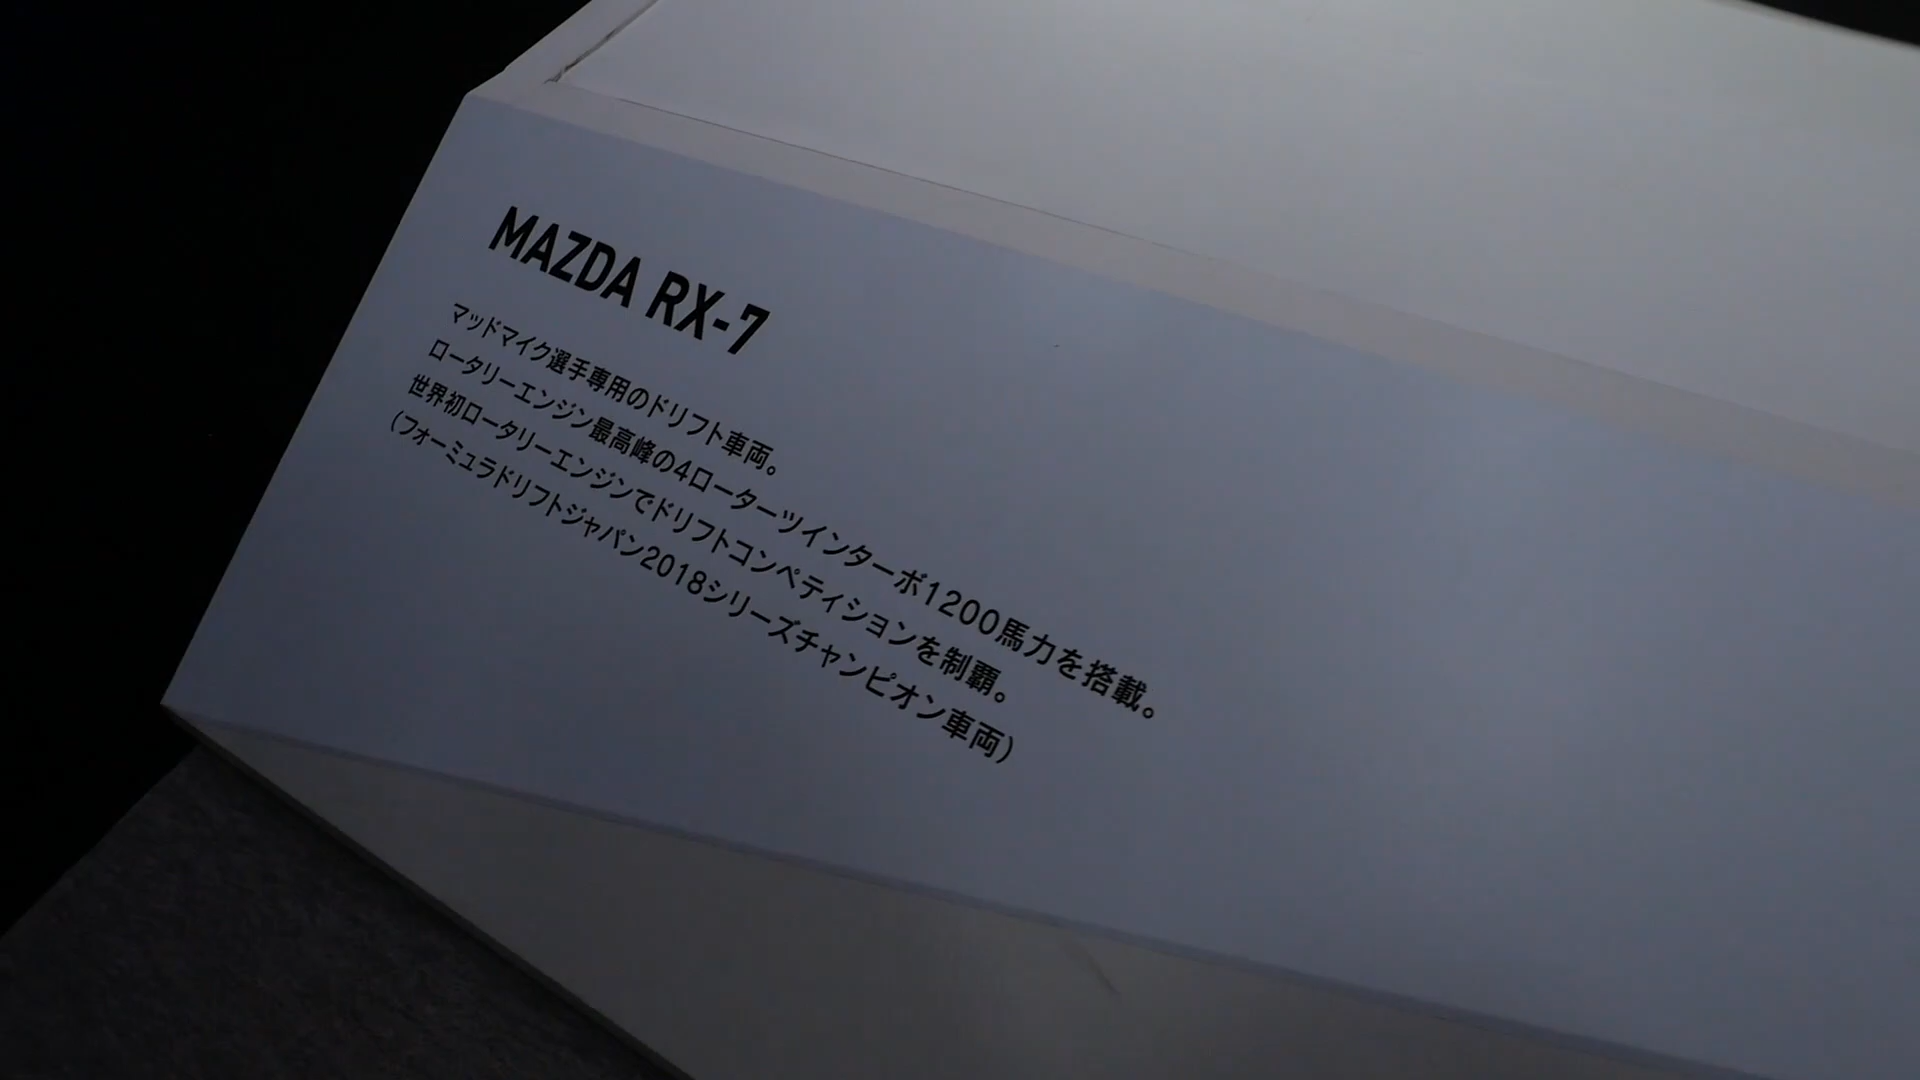 MAZDA RX-7
マッドマイク選手専用のドリフト車両。
ロータリーエンジン最高峰の4ローターツインターボ1200馬力を搭載。
世界初ロータリーエンジンでドリフトコンペティションを制覇。
(フォーミュラドリフトジャパン2018シリーズチャンピオン車両)